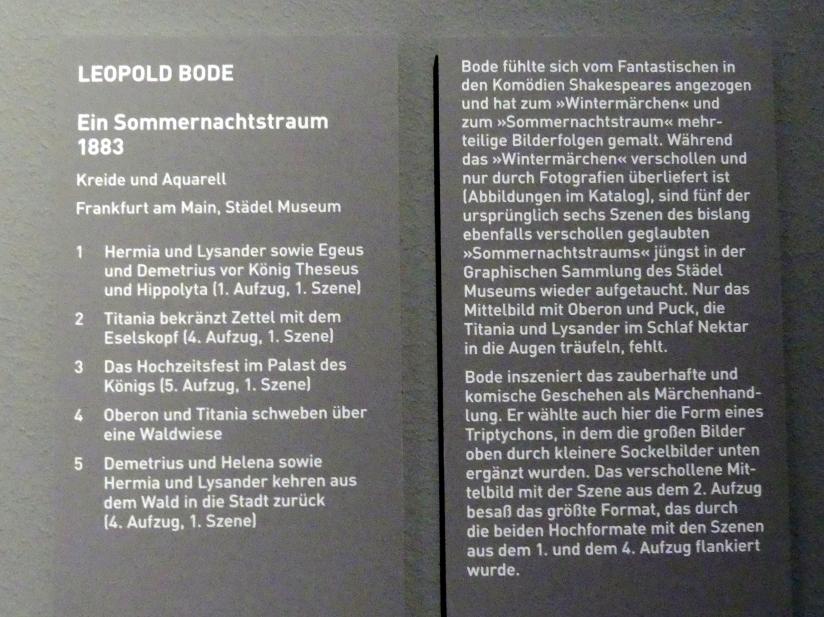 LEOPOLD BODE
Ein Sommernachtstraum
1883
Kreide und Aquarell
Frankfurt am Main, Städel Museum
1 Hermia und Lysander sowie Egeus
und Demetrius vor König Theseus
und Hippolyta (1. Aufzug, 1. Szene)
2 Titania bekränzt Zettel mit dem
Eselskopf (4. Aufzug, 1. Szene)
3 Das Hochzeitsfest im Palast des
Königs (5. Aufzug, 1. Szene)
4 Oberon und Titania schweben über
eine Waldwiese
5 Demetrius und Helena sowie
Hermia und Lysander kehren aus
dem Wald in die Stadt zurück
(4. Aufzug, 1. Szene)
Bode fühlte sich vom Fantastischen in
den Komödien Shakespeares angezogen
und hat zum »Wintermärchen« und
zum »Sommernachtstraum« mehr-
teilige Bilderfolgen gemalt. Während
das »Wintermärchen« verschollen und
nur durch Fotografien überliefert ist
(Abbildungen im Katalog), sind fünf der
ursprünglich sechs Szenen des bislang
ebenfalls verschollen geglaubten
»Sommernachtstraums« jüngst in der
Graphischen Sammlung des Städel
Museums wieder aufgetaucht. Nur das
Mittelbild mit Oberon und Puck, die
Titania und Lysander im Schlaf Nektar
in die Augen träufeln, fehlt.
Bode inszeniert das zauberhafte und
komische Geschehen als Märchenhand-
lung. Er wählte auch hier die Form eines
Triptychons, in dem die großen Bilder
oben durch kleinere Sockelbilder unten
ergänzt wurden. Das verschollene Mit-
telbild mit der Szene aus dem 2. Aufzug
besaß das größte Format, das durch
die beiden Hochformate mit den Szenen
aus dem 1. und dem 4. Aufzug flankiert
wurde.